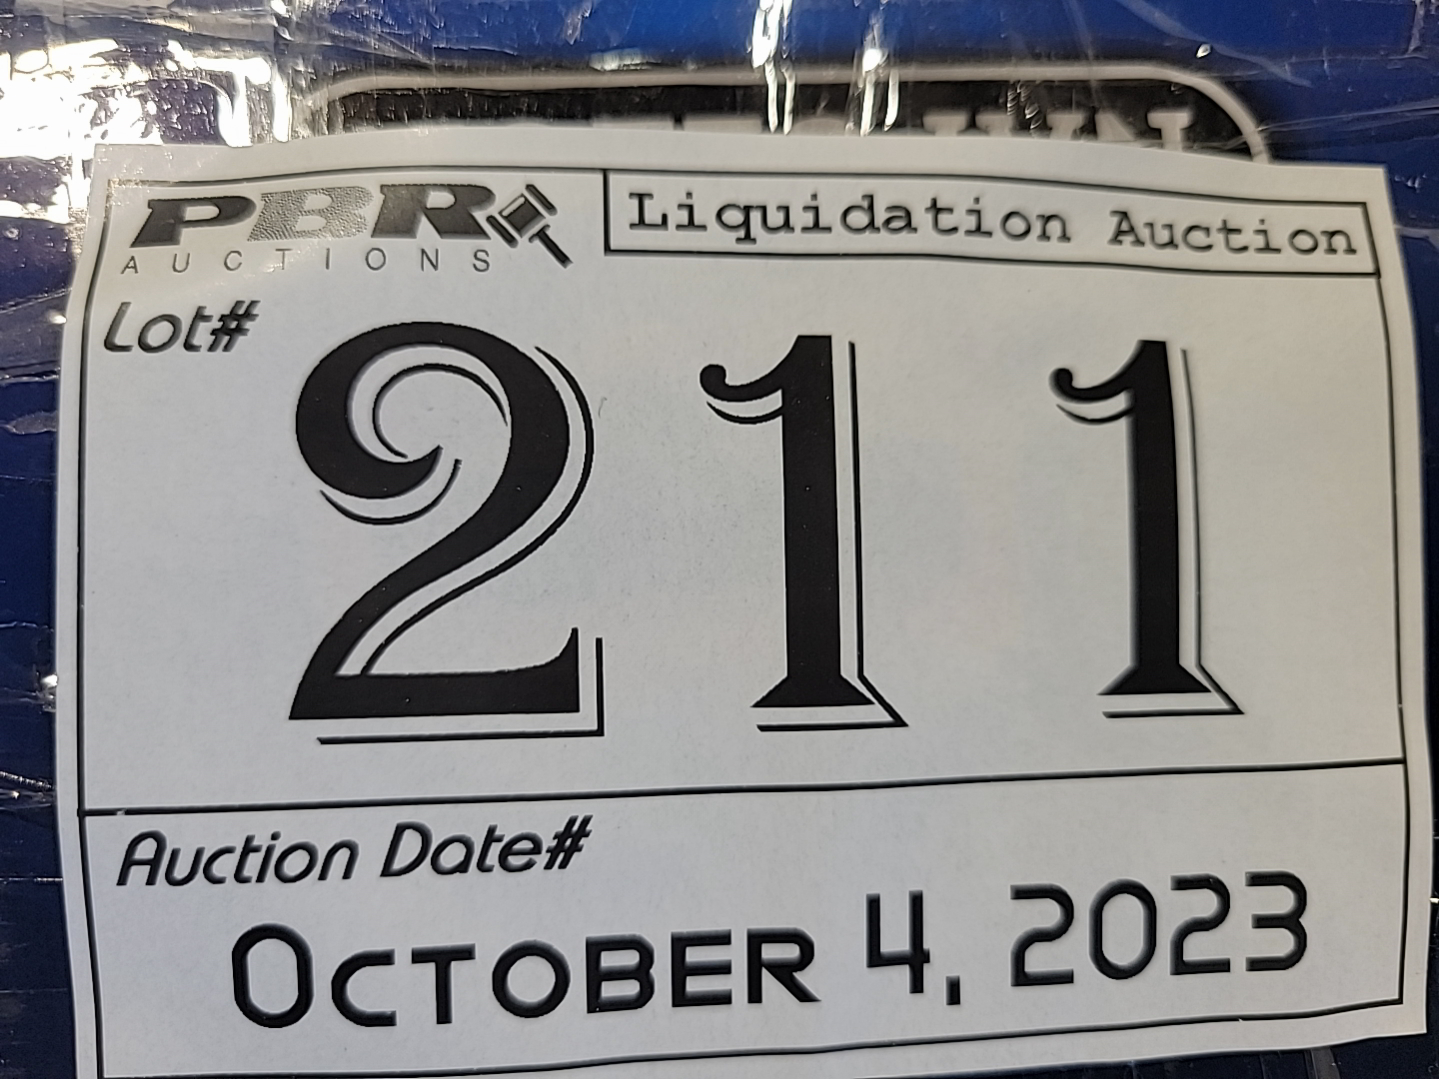 PBR
AUCTIONS
Liquidation Auction
Lot#
211
Auction Date#
OCTOBER 4, 2023